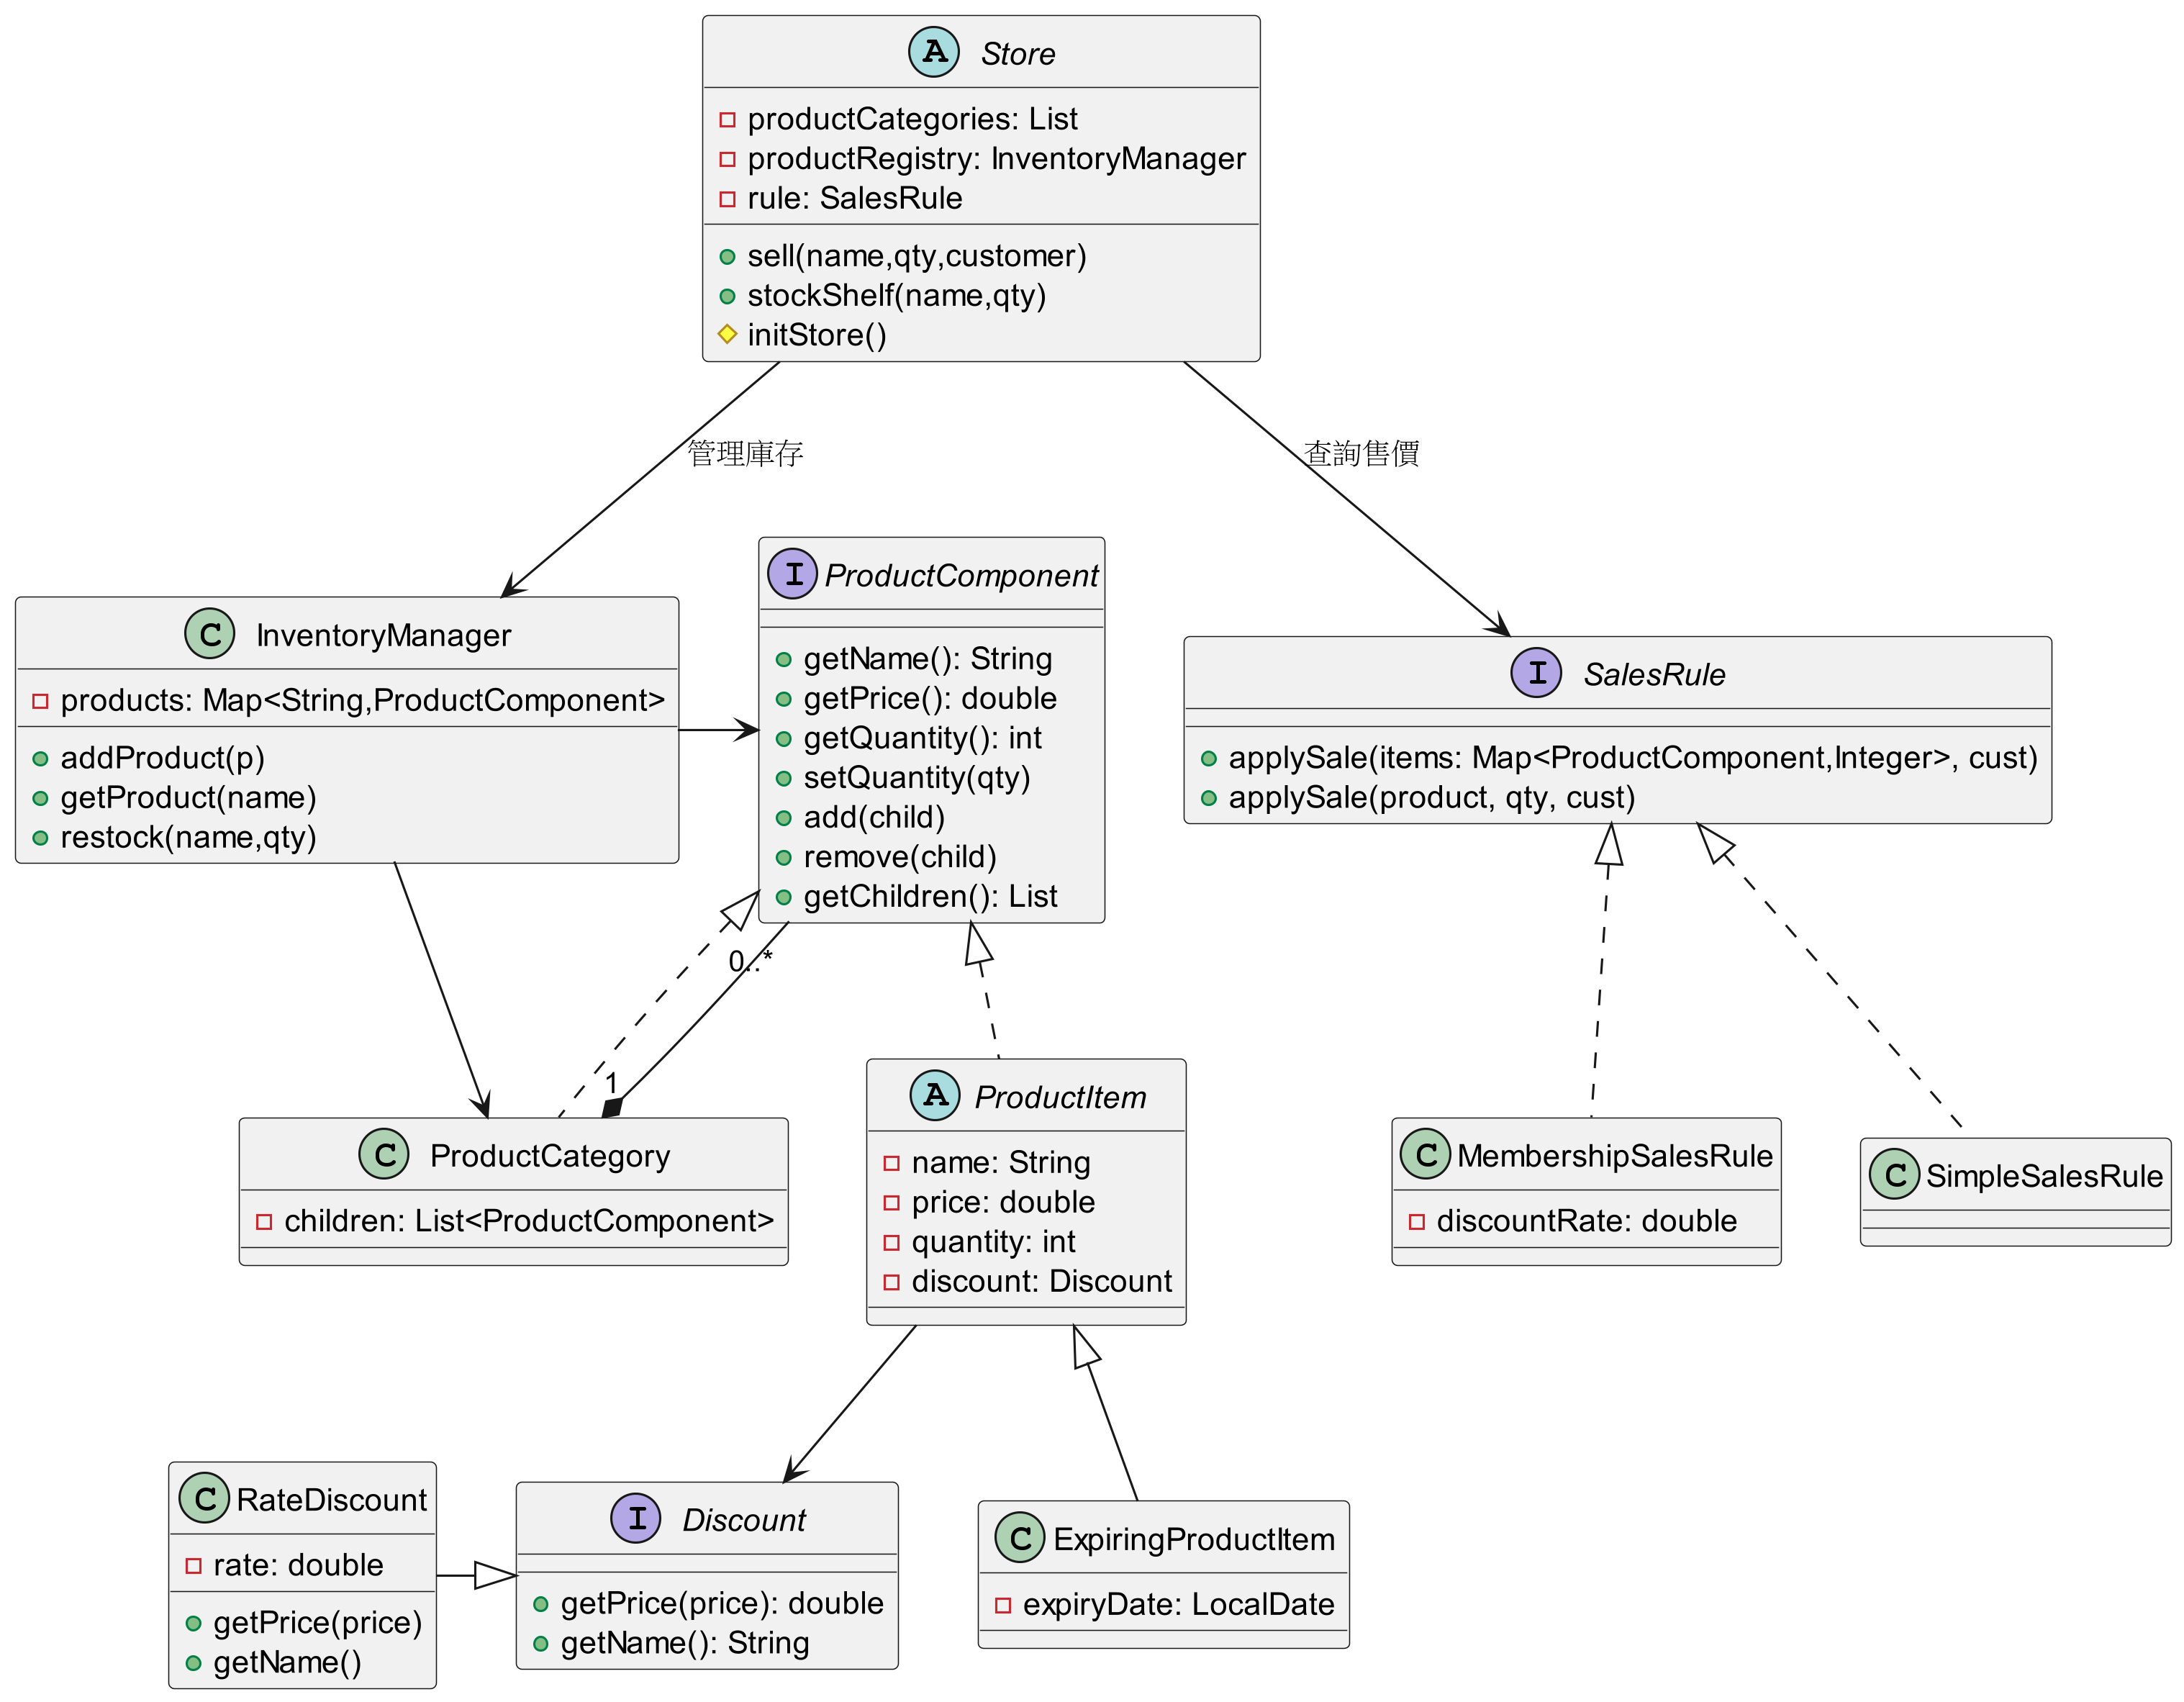 A Store
productCategories: List
productRegistry: InventoryManager
rule: SalesRule
sell(name,qty,customer)
stockShelf(name,qty)
initStore()
管理庫存
查詢售價
C InventoryManager
products: Map<String,ProductComponent>
addProduct(p)
getProduct(name)
restock(name,qty)
I ProductComponent
getName(): String
getPrice(): double
getQuantity(): int
setQuantity(qty)
add(child)
remove(child)
getChildren(): List
I SalesRule
applySale(items: Map<ProductComponent,Integer>, cust)
applySale(product, qty, cust)
0..*
1
C ProductCategory
children: List<ProductComponent>
A ProductItem
name: String
price: double
quantity: int
discount: Discount
C MembershipSalesRule
discountRate: double
C SimpleSalesRule
C RateDiscount
rate: double
getPrice(price)
getName()
I Discount
getPrice(price): double
getName(): String
C ExpiringProductItem
expiryDate: LocalDate